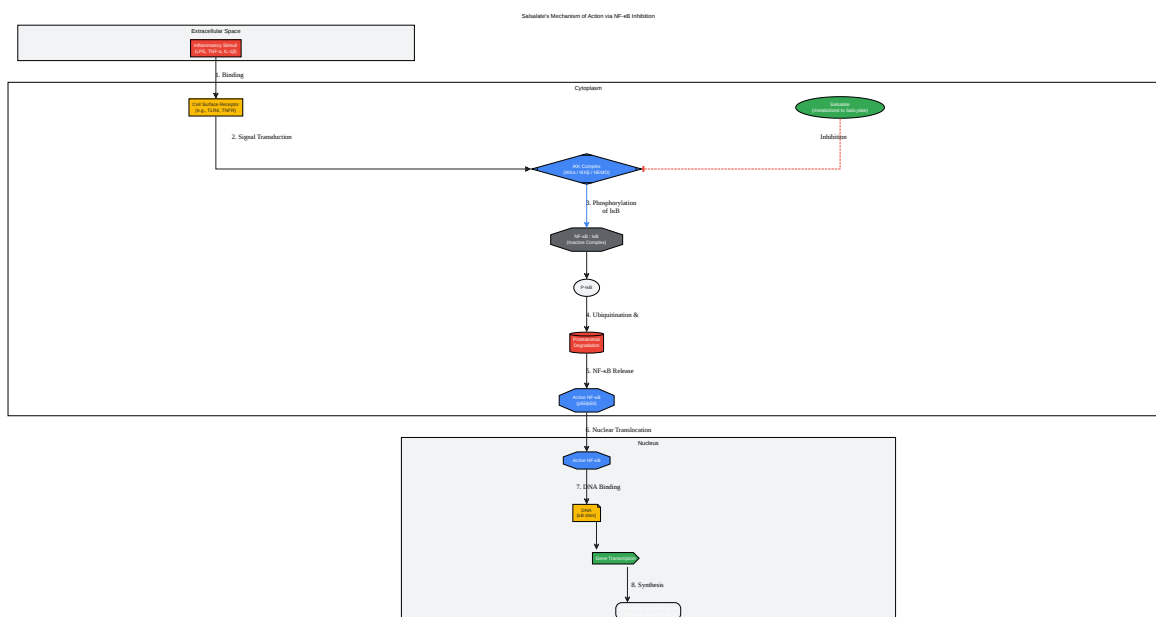 Salsalate's Mechanism of Action via NF-κB Inhibition
Extracellular Space
Inflammatory Stimuli
(LPS, TNF-α, IL-1β)
1. Binding
Cytoplasm
Cell Surface Receptor
(e.g., TLR4, TNFR)
Salsalate
(metabolized to Salicylate)
2. Signal Transduction
Inhibition
IKK Complex
(IKKα / IKKβ / NEMO)
3. Phosphorylation
of IκB
NF-κB : IκB
(Inactive Complex)
P-IκB
4. Ubiquitination &
Proteasomal
Degradation
5. NF-κB Release
Active NF-κB
(p65/p50)
6. Nuclear Translocation
Nucleus
Active NF-κB
7. DNA Binding
DNA
(κB sites)
Gene Transcription
8. Synthesis